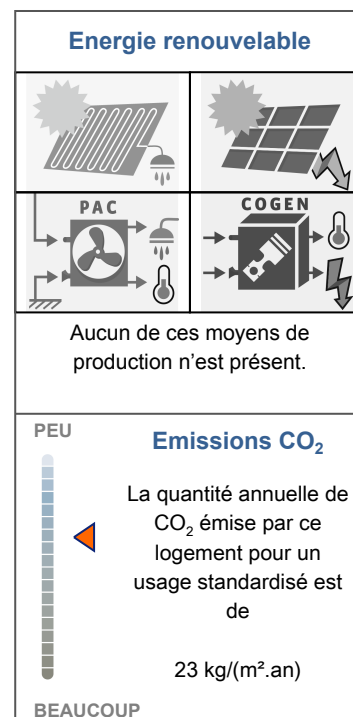 Energie renouvelable
PAC
COGEN
Aucun de ces moyens de
production n'est présent.
PEU
Emissions CO₂
La quantité annuelle de
CO₂ émise par ce
logement pour un
usage standardisé est
de
23 kg/(m².an)
BEAUCOUP